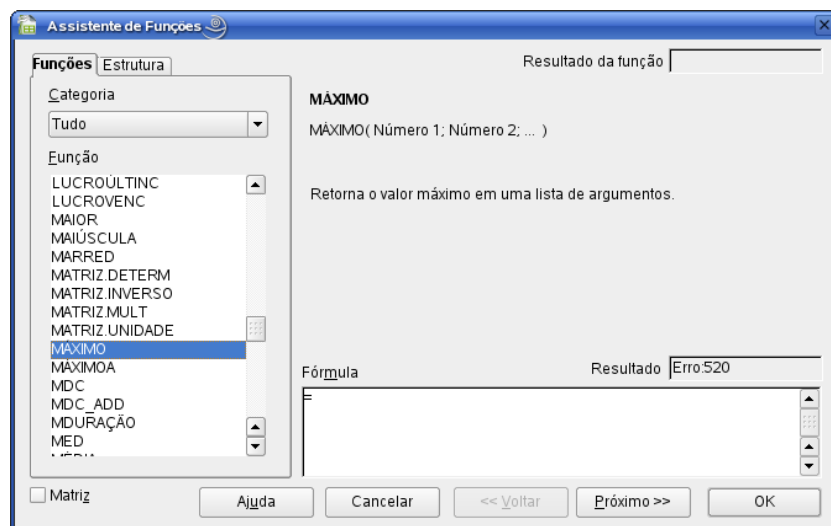 Assistente de Funções
Funções Estrutura
Resultado da função
Categoria
Tudo
Função
LUCROÚLTINC
LUCROVENC
MAIOR
MAIÚSCULA
MARRED
MATRIZ.DETERM
MATRIZ.INVERSO
MATRIZ.MULT
MATRIZ.UNIDADE
MÁXIMO
MÁXIMOA
MDC
MDC_ADD
MDURAÇÃO
MED
MÁXIMO
MÁXIMO( Número 1; Número 2; ... )
Retorna o valor máximo em uma lista de argumentos.
Fórmula
Resultado Erro:520
=
Matriz
Ajuda
Cancelar
<< Voltar
Próximo >>
OK